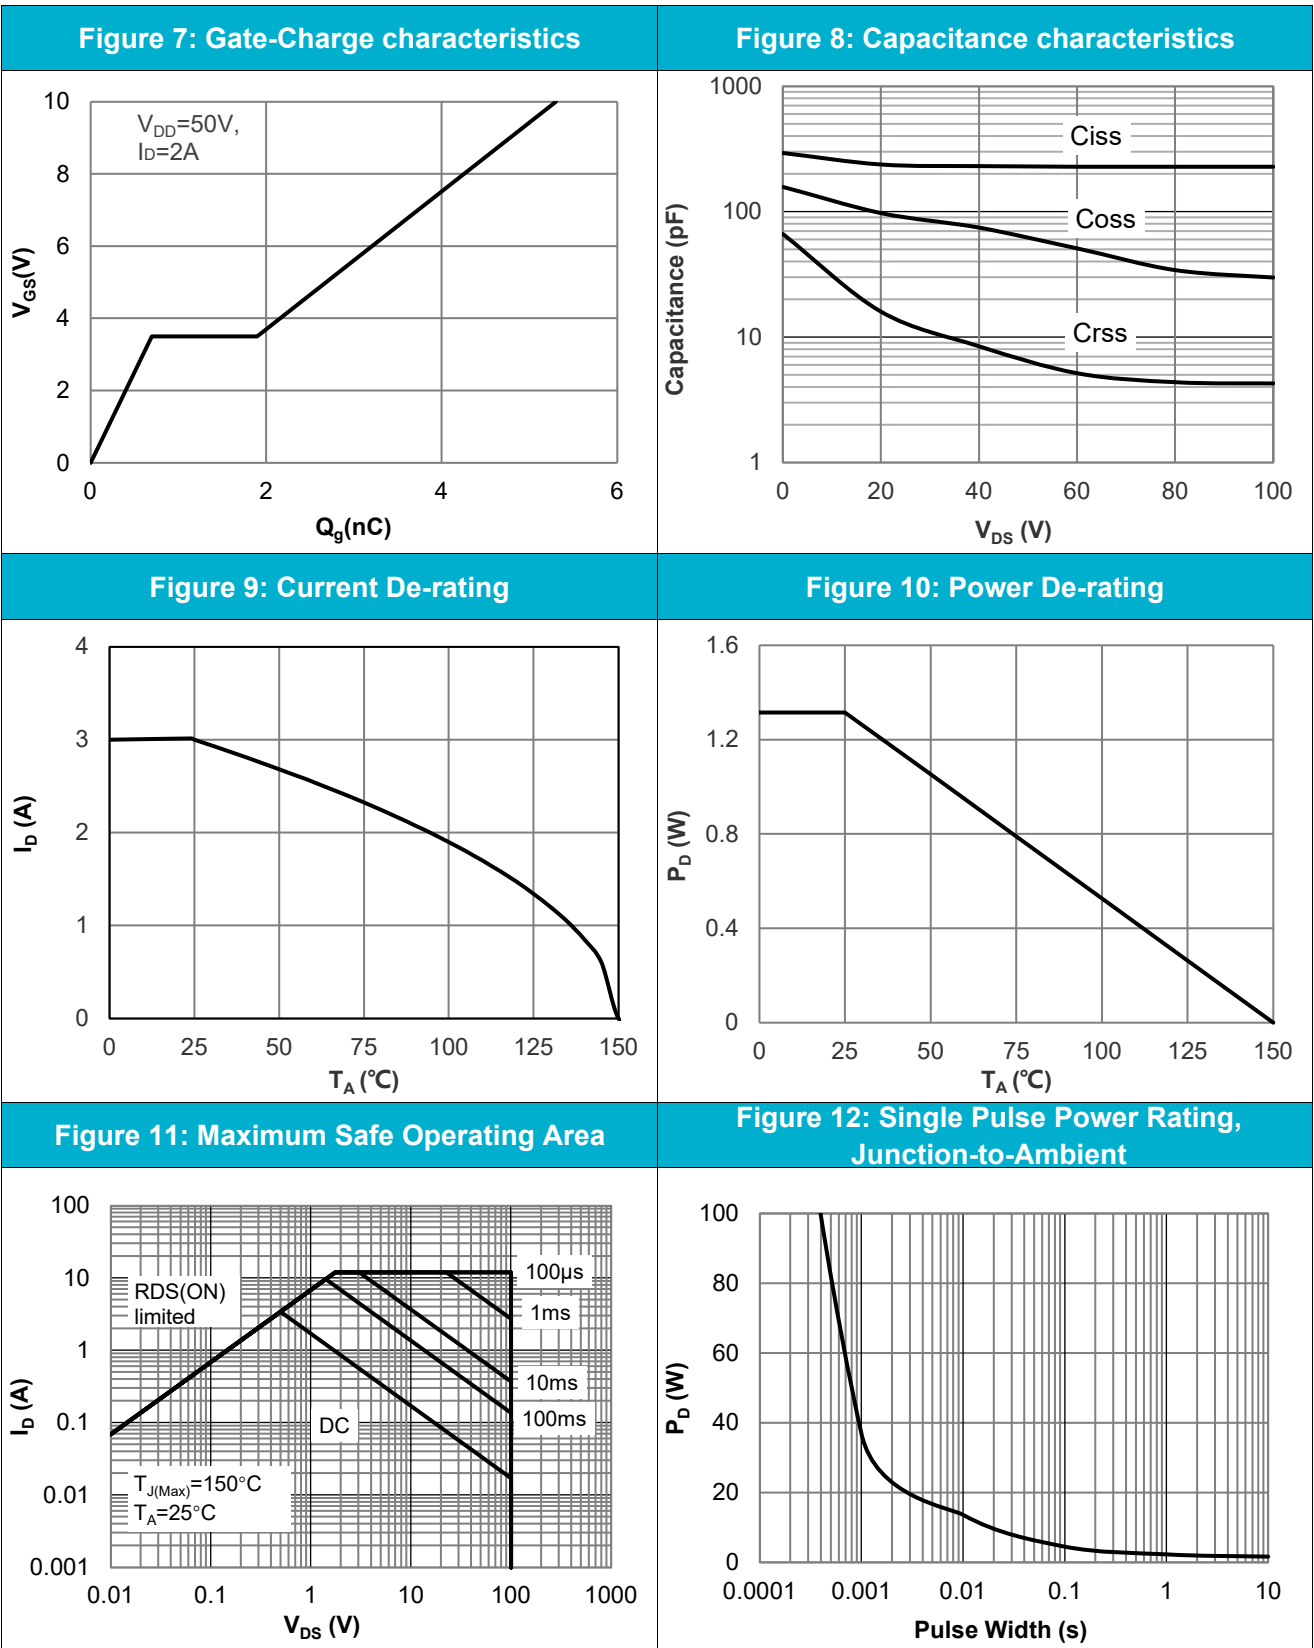 Figure 7: Gate-Charge characteristics
10
8
6
4
2
0
0 2 4 6
VDD=50V,
ID=2A
VGS(V)
Qg(nC)
Figure 8: Capacitance characteristics
1000
100
10
1
0 20 40 60 80 100
Ciss
Coss
Crss
Capacitance (pF)
VDS (V)
Figure 9: Current De-rating
4
3
2
1
0
0 25 50 75 100 125 150
ID (A)
TA (℃)
Figure 10: Power De-rating
1.6
1.2
0.8
0.4
0
0 25 50 75 100 125 150
PD (W)
TA (℃)
Figure 11: Maximum Safe Operating Area
100
10
1
0.1
0.01
0.001
0.01 0.1 1 10 100 1000
RDS(ON)
limited
100μs
1ms
10ms
100ms
DC
TJ(Max)=150°C
TA=25°C
ID (A)
VDS (V)
Figure 12: Single Pulse Power Rating,
Junction-to-Ambient
100
80
60
40
20
0
0.0001 0.001 0.01 0.1 1 10
PD (W)
Pulse Width (s)